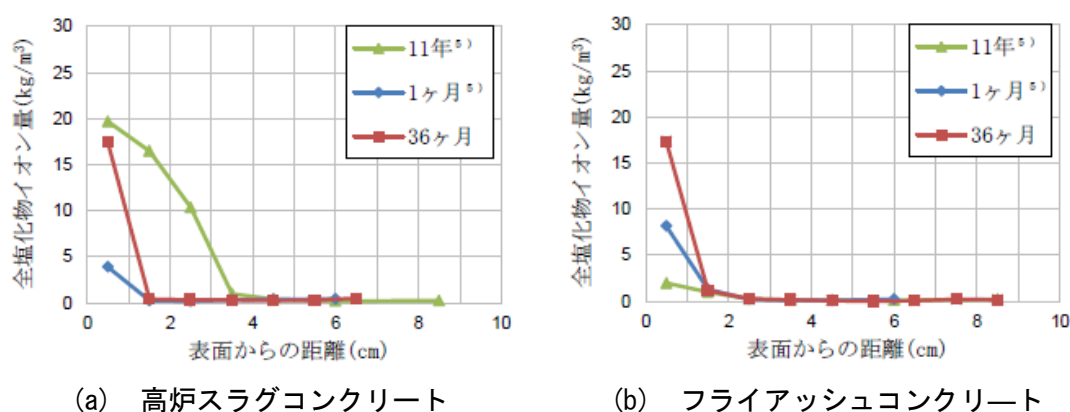 全塩化物イオン量(kg/m³)
30
25
20
15
10
5
0
11年⁵⁾
1ヶ月⁵⁾
36ヶ月
0 2 4 6 8 10
表面からの距離(cm)
(a) 高炉スラグコンクリート
全塩化物イオン量(kg/m³)
30
25
20
15
10
5
0
11年⁵⁾
1ヶ月⁵⁾
36ヶ月
0 2 4 6 8 10
表面からの距離(cm)
(b) フライアッシュコンクリ―ト